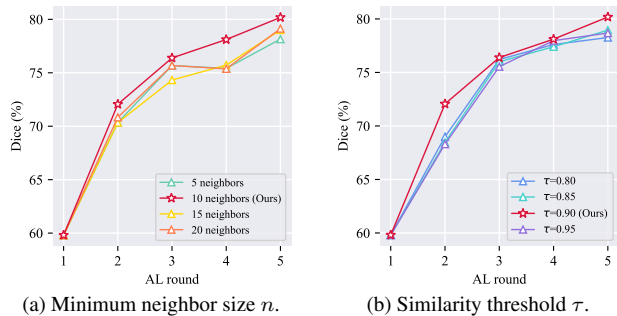 80
75
70
65
60
Dice (%)
5 neighbors
10 neighbors (Ours)
15 neighbors
20 neighbors
1 2 3 4 5
AL round
(a) Minimum neighbor size n.
80
75
70
65
60
Dice (%)
τ=0.80
τ=0.85
τ=0.90 (Ours)
τ=0.95
1 2 3 4 5
AL round
(b) Similarity threshold τ.